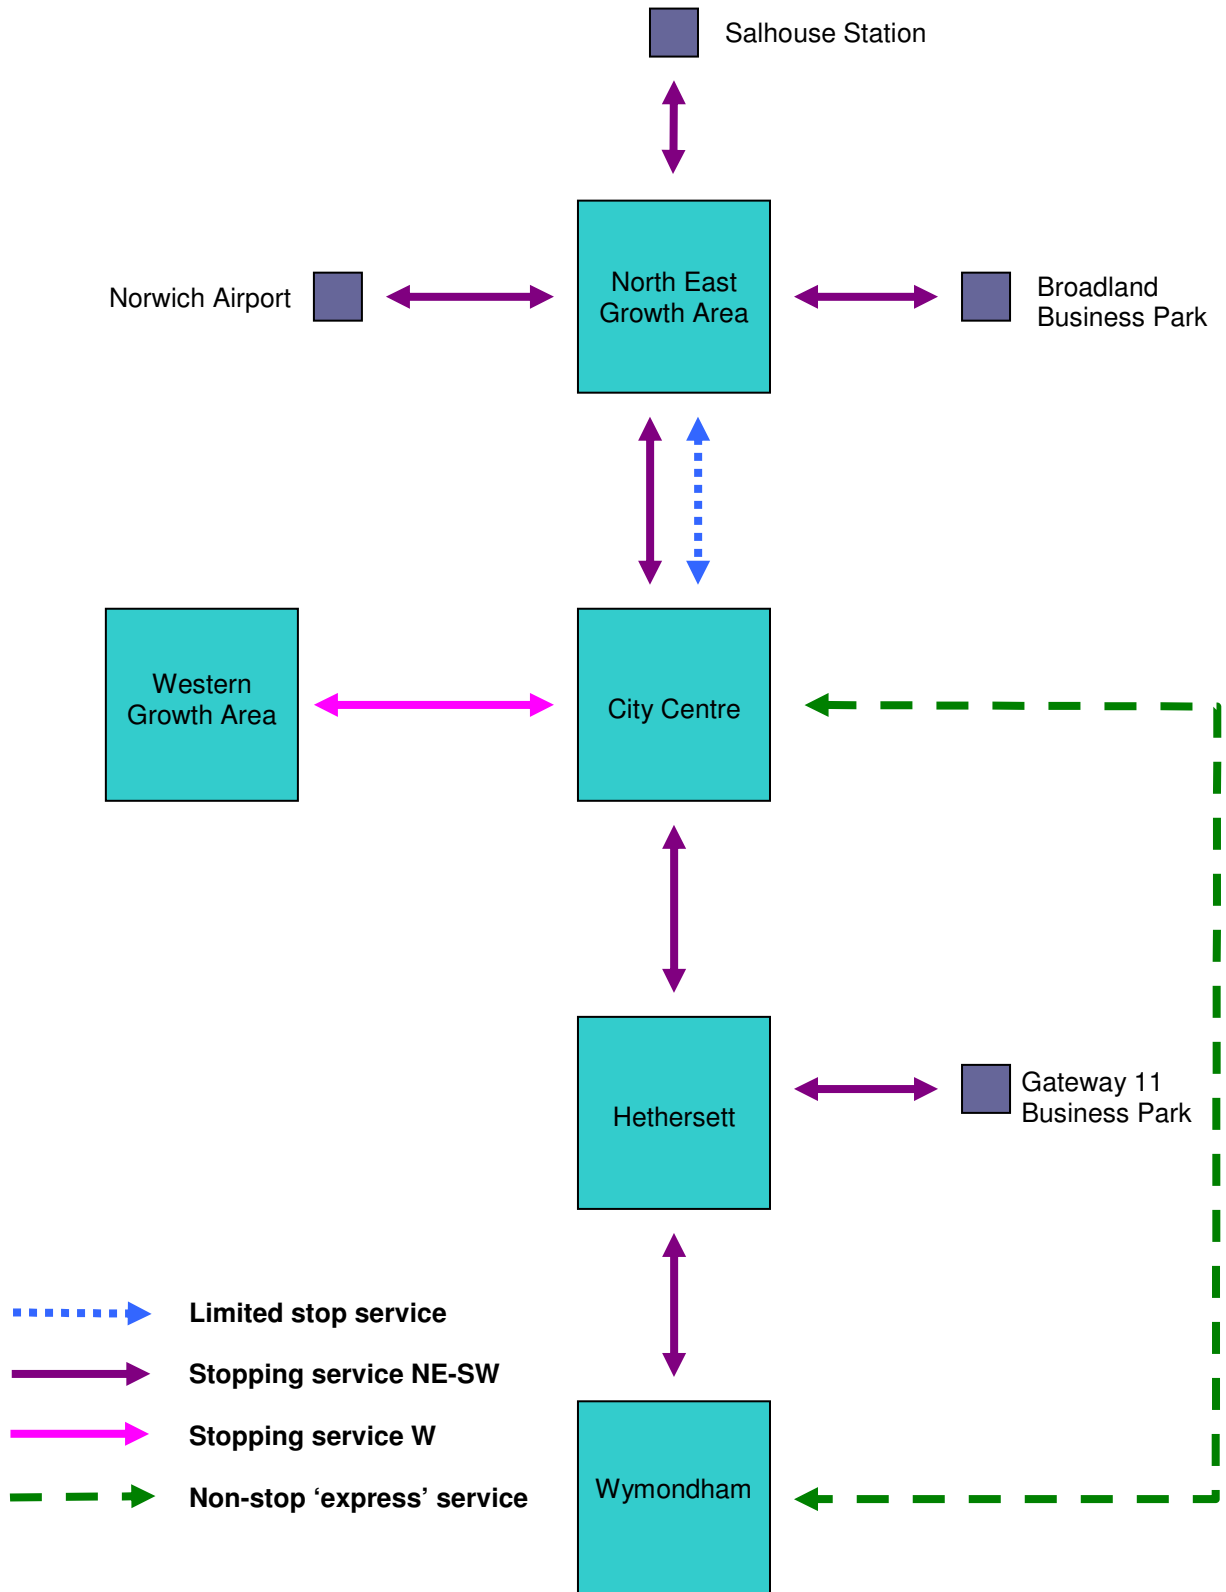 Salhouse Station
North East
Growth Area
Norwich Airport
Broadland
Business Park
Western
Growth Area
City Centre
Gateway 11
Business Park
Hethersett
Limited stop service
Stopping service NE-SW
Stopping service W
Non-stop ‘express’ service
Wymondham